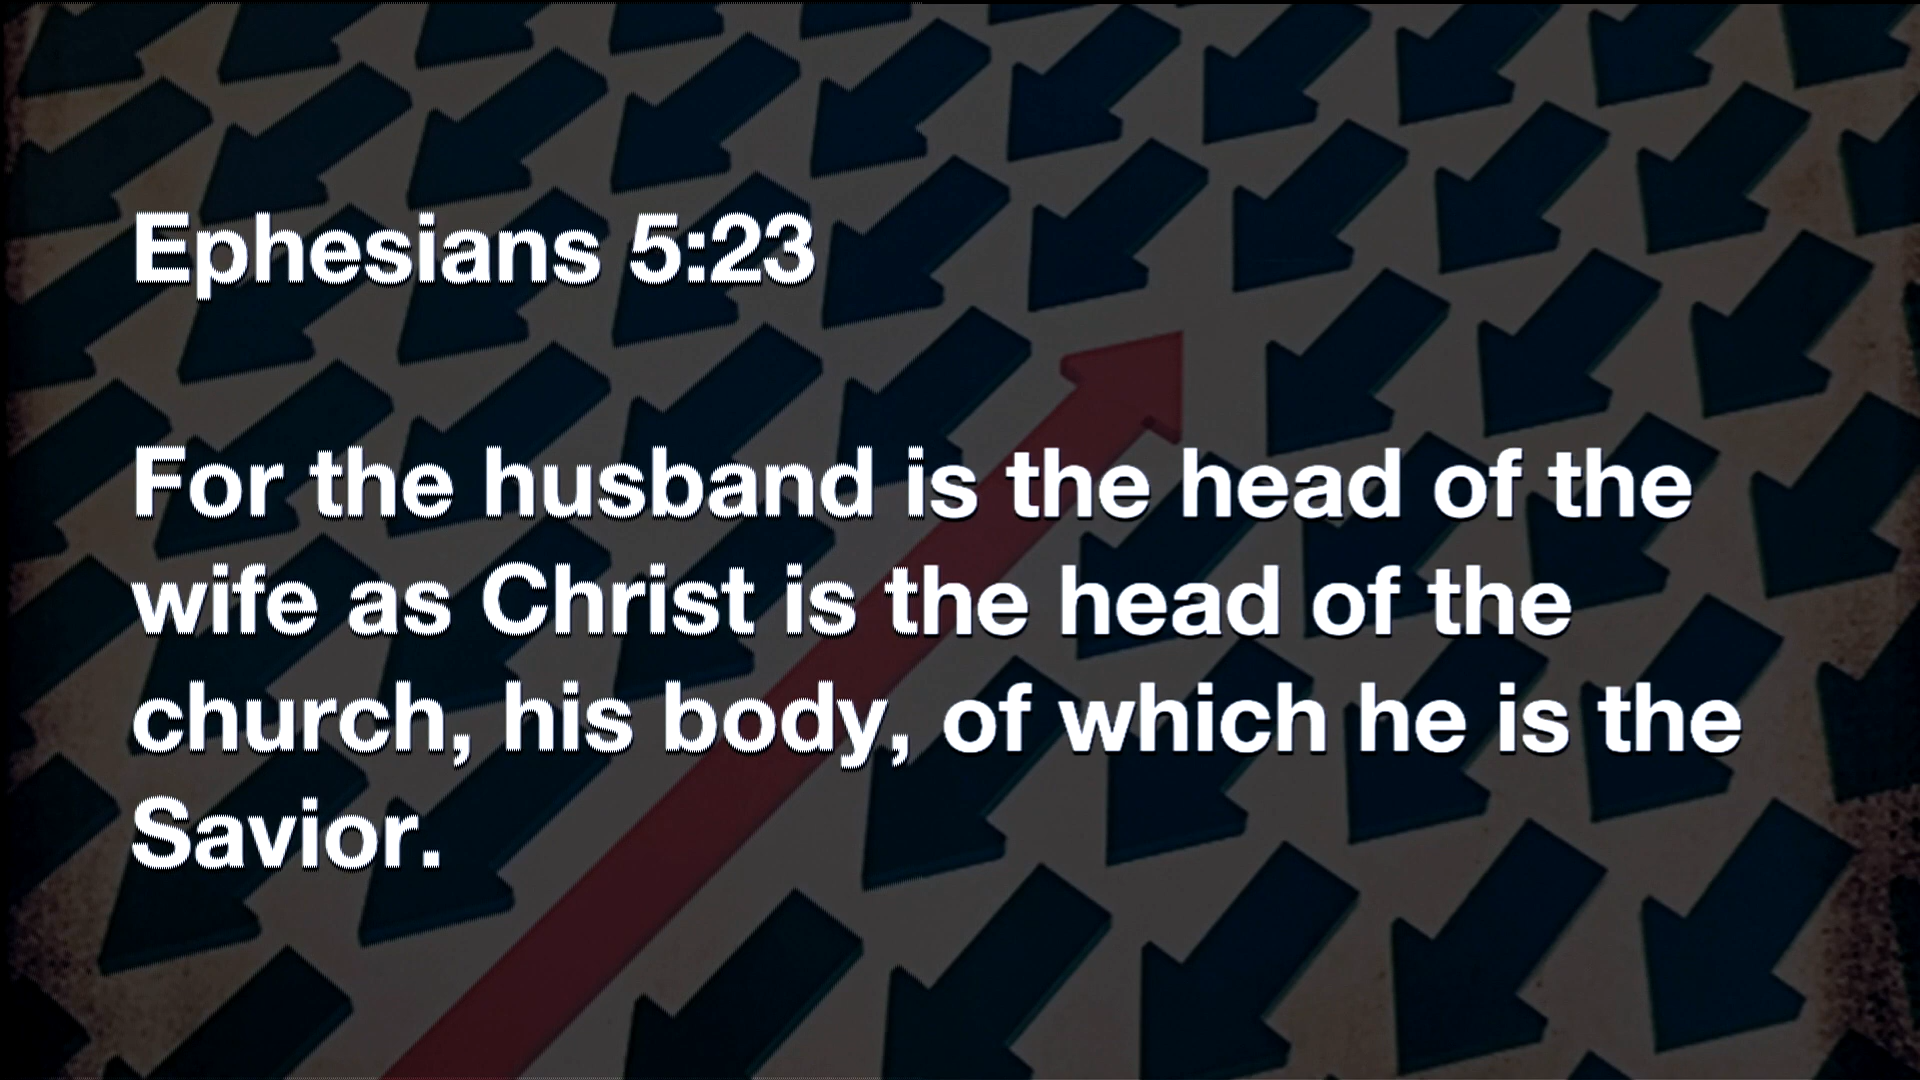 Ephesians 5:23
For the husband is the head of the
wife as Christ is the head of the
church, his body, of which he is the
Savior.